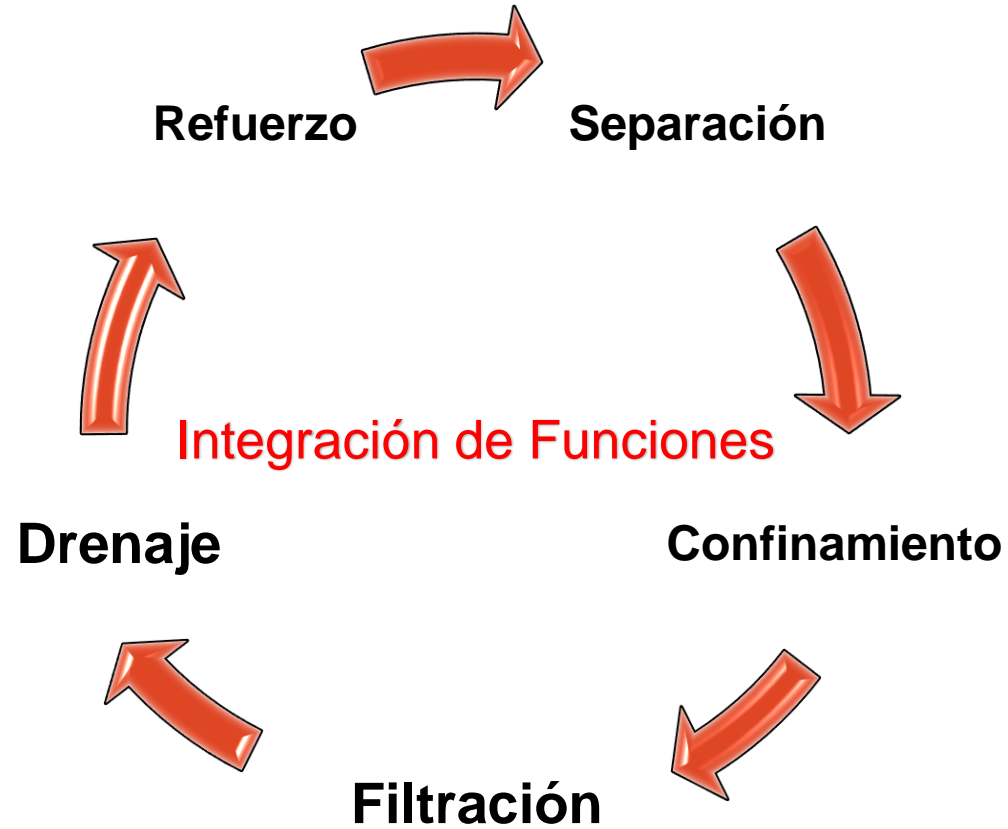 Refuerzo
Separación
Integración de Funciones
Drenaje
Confinamiento
Filtración